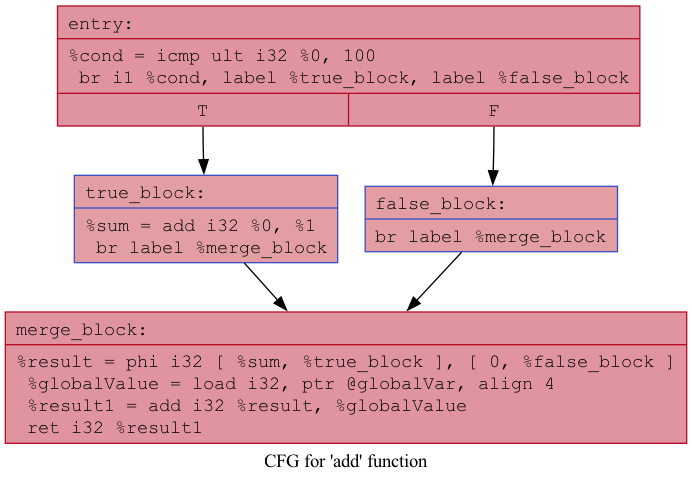 entry:
%cond = icmp ult i32 %0, 100
br i1 %cond, label %true_block, label %false_block
T
F
true_block:
%sum = add i32 %0, %1
br label %merge_block
false_block:
br label %merge_block
merge_block:
%result = phi i32 [ %sum, %true_block ], [ 0, %false_block ]
%globalValue = load i32, ptr @globalVar, align 4
%result1 = add i32 %result, %globalValue
ret i32 %result1
CFG for 'add' function